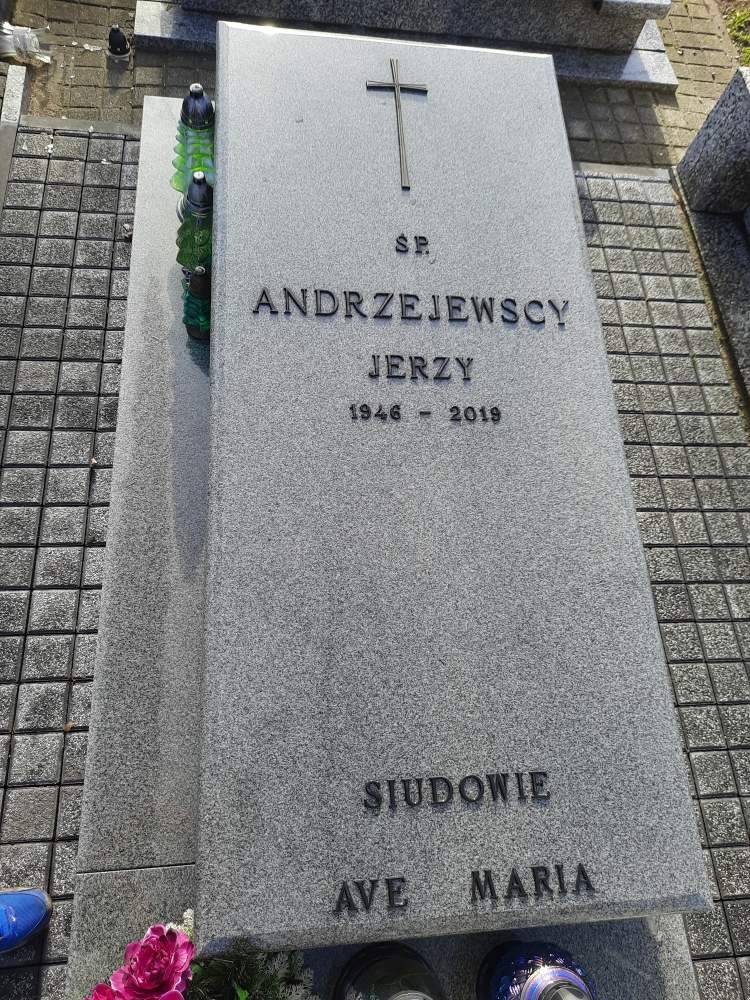 ŚP.
ANDRZEJEWSCY
JERZY
1946 - 2019
SIUDOWIE
AVE MARIA